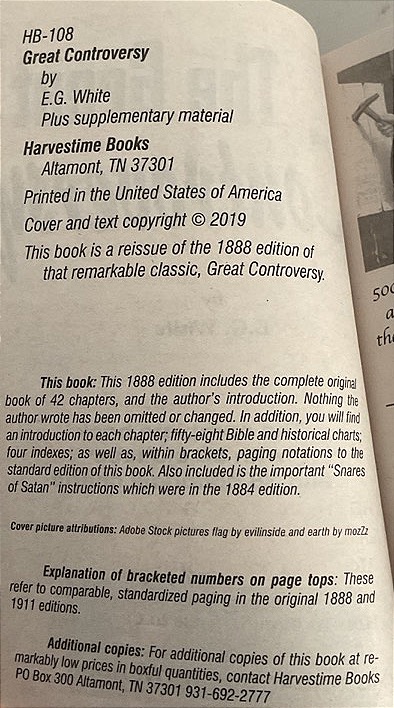 HB-108
Great Controversy
by
E.G. White
Plus supplementary material
Harvestime Books
Altamont, TN 37301
Printed in the United States of America
Cover and text copyright © 2019
This book is a reissue of the 1888 edition of
that remarkable classic, Great Controversy.
This book: This 1888 edition includes the complete original
book of 42 chapters, and the author's introduction. Nothing the
author wrote has been omitted or changed. In addition, you will find
an introduction to each chapter; fifty-eight Bible and historical charts;
four indexes; as well as, within brackets, paging notations to the
standard edition of this book. Also included is the important "Snares
of Satan" instructions which were in the 1884 edition.
Cover picture attributions: Adobe Stock pictures flag by evilinside and earth by mozZz
Explanation of bracketed numbers on page tops: These
refer to comparable, standardized paging in the original 1888 and
1911 editions.
Additional copies: For additional copies of this book at re-
markably low prices in boxful quantities, contact Harvestime Books
PO Box 300 Altamont, TN 37301 931-692-2777